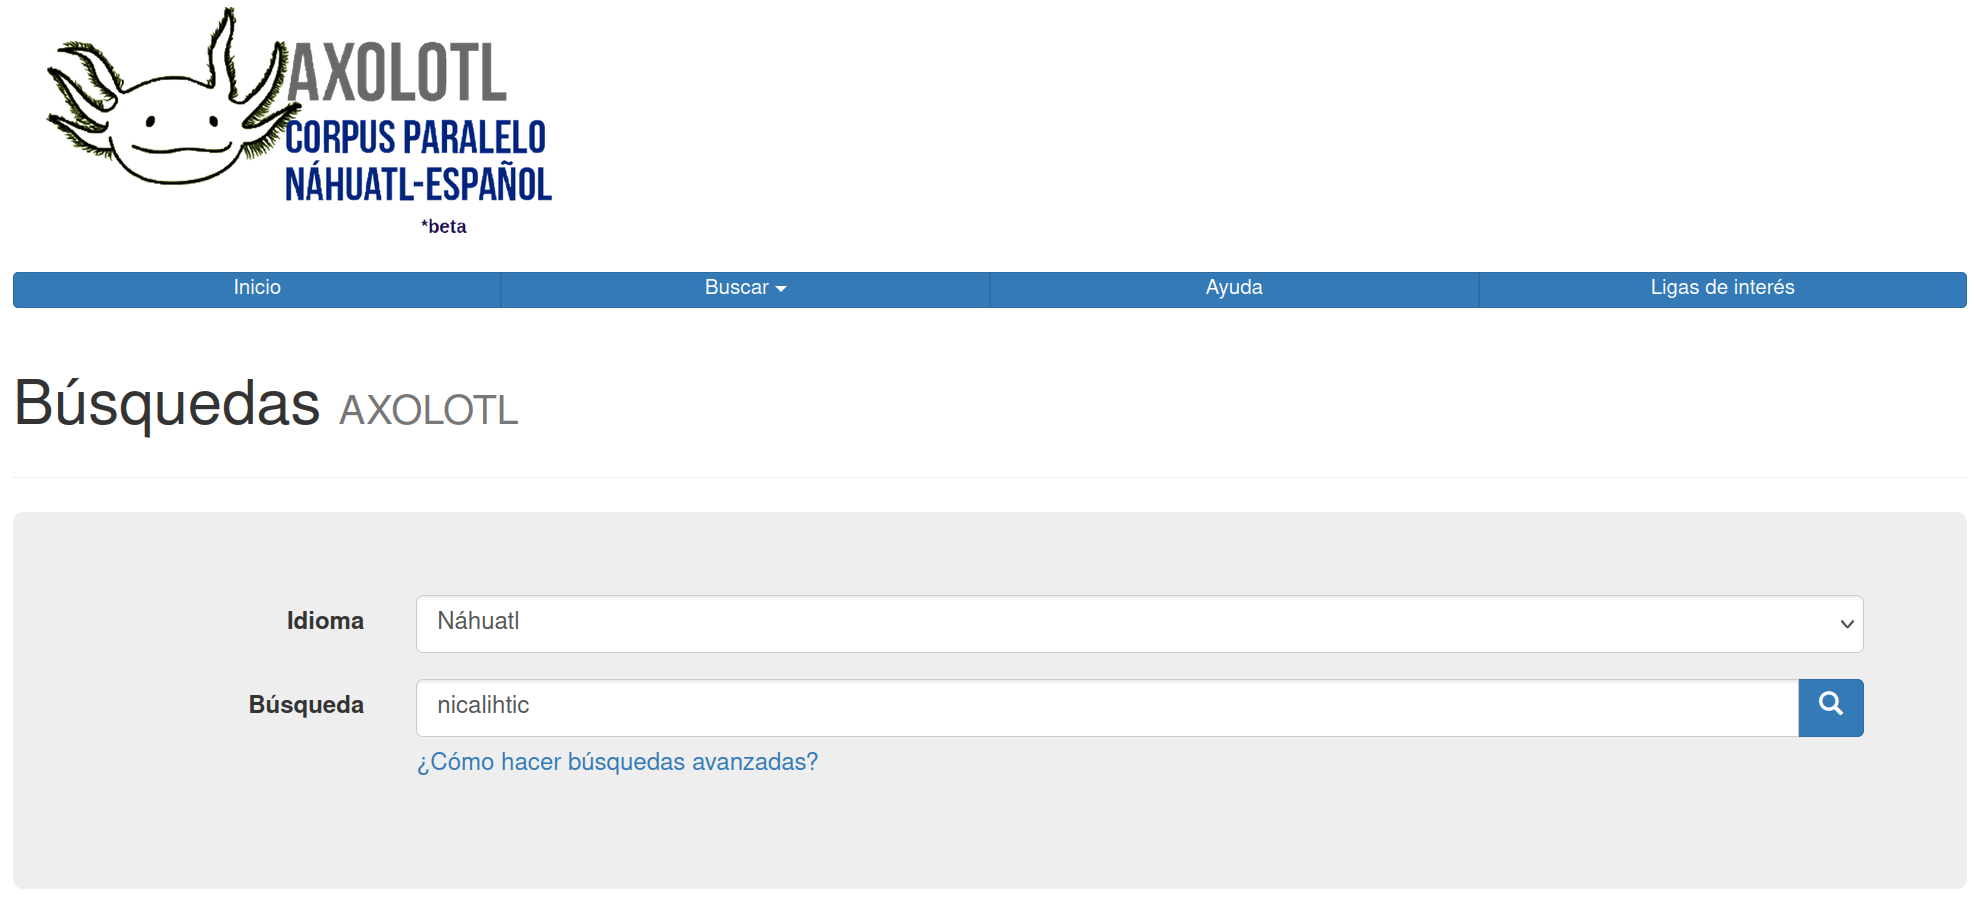 AXOLOTL
CORPUS PARALELO
NÁHUATL-ESPAÑOL
*beta
Inicio Buscar Ayuda Ligas de interés
Búsquedas AXOLOTL
Idioma Náhuatl
Búsqueda nicalihtic
¿Cómo hacer búsquedas avanzadas?